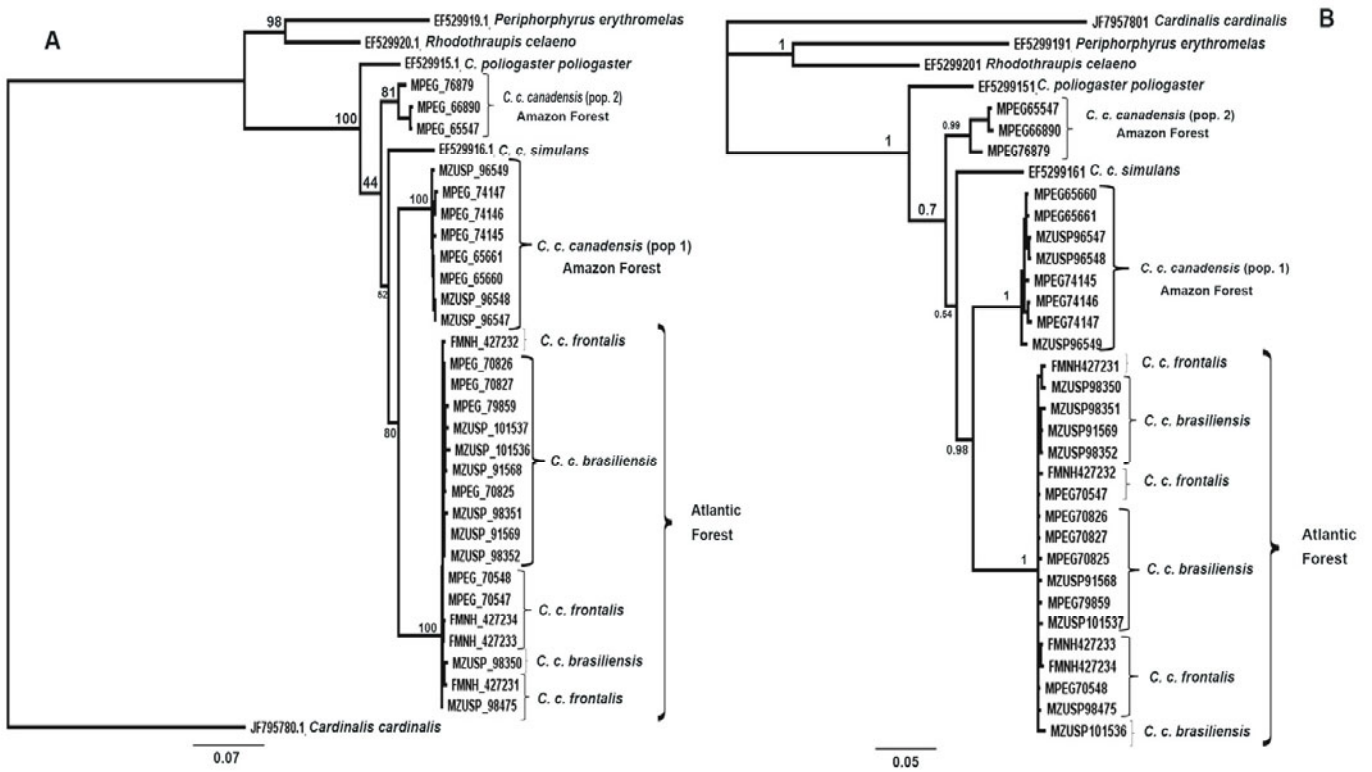 A
98
EF529919.1 Periphorphyrus erythromelas
EF529920.1 Rhodothraupis celaeno
EF529915.1 C. poliogaster poliogaster
100
81
MPEG_76879
MPEG_66890
MPEG_65547
C. c. canadensis (pop. 2)
Amazon Forest
44
EF529916.1 C. c. simulans
62
100
MZUSP_96549
MPEG_74147
MPEG_74146
MPEG_74145
MPEG_65661
MPEG_65660
MZUSP_96548
MZUSP_96547
C. c. canadensis (pop 1)
Amazon Forest
80
FMNH_427232
C. c. frontalis
MPEG_70826
MPEG_70827
MPEG_79859
MZUSP_101537
MZUSP_101536
MZUSP_91568
MPEG_70825
MZUSP_98351
MZUSP_91569
MZUSP_98352
C. c. brasiliensis
100
MPEG_70548
MPEG_70547
FMNH_427234
FMNH_427233
C. c. frontalis
MZUSP_98350
C. c. brasiliensis
FMNH_427231
MZUSP_98475
C. c. frontalis
Atlantic
Forest
JF795780.1 Cardinalis cardinalis
0.07
B
JF7957801 Cardinalis cardinalis
1
EF5299191 Periphorphyrus erythromelas
EF5299201 Rhodothraupis celaeno
1
EF5299151 C. poliogaster poliogaster
0.99
MPEG65547
MPEG66890
MPEG76879
C. c. canadensis (pop. 2)
Amazon Forest
0.7
EF5299161 C. c. simulans
0.54
1
MPEG65660
MPEG65661
MZUSP96547
MZUSP96548
MPEG74145
MPEG74146
MPEG74147
MZUSP96549
C. c. canadensis (pop. 1)
Amazon Forest
0.98
FMNH427231
C. c. frontalis
MZUSP98350
MZUSP98351
MZUSP91569
MZUSP98352
C. c. brasiliensis
FMNH427232
MPEG70547
C. c. frontalis
1
MPEG70826
MPEG70827
MPEG70825
MZUSP91568
MPEG79859
MZUSP101537
C. c. brasiliensis
FMNH427233
FMNH427234
MPEG70548
MZUSP98475
C. c. frontalis
MZUSP101536
C. c. brasiliensis
Atlantic
Forest
0.05